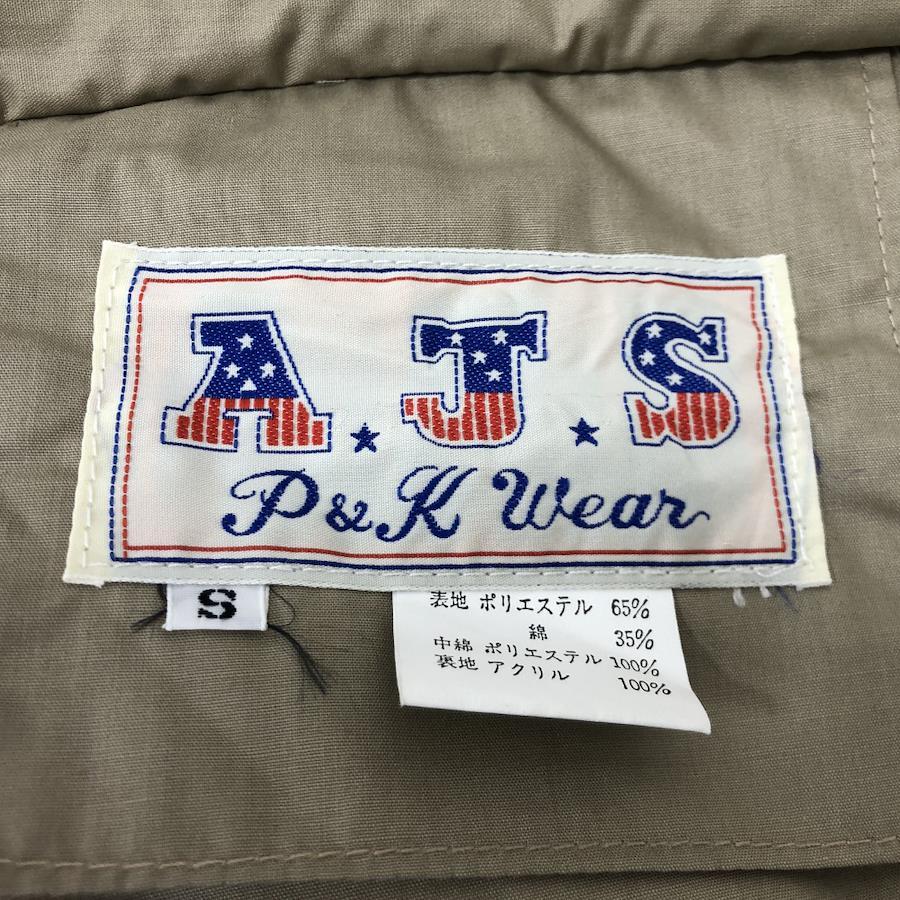 AJS
P&K Wear
S
表地 ポリエステル 65%
綿 35%
中綿 ポリエステル 100%
裏地 アクリル 100%